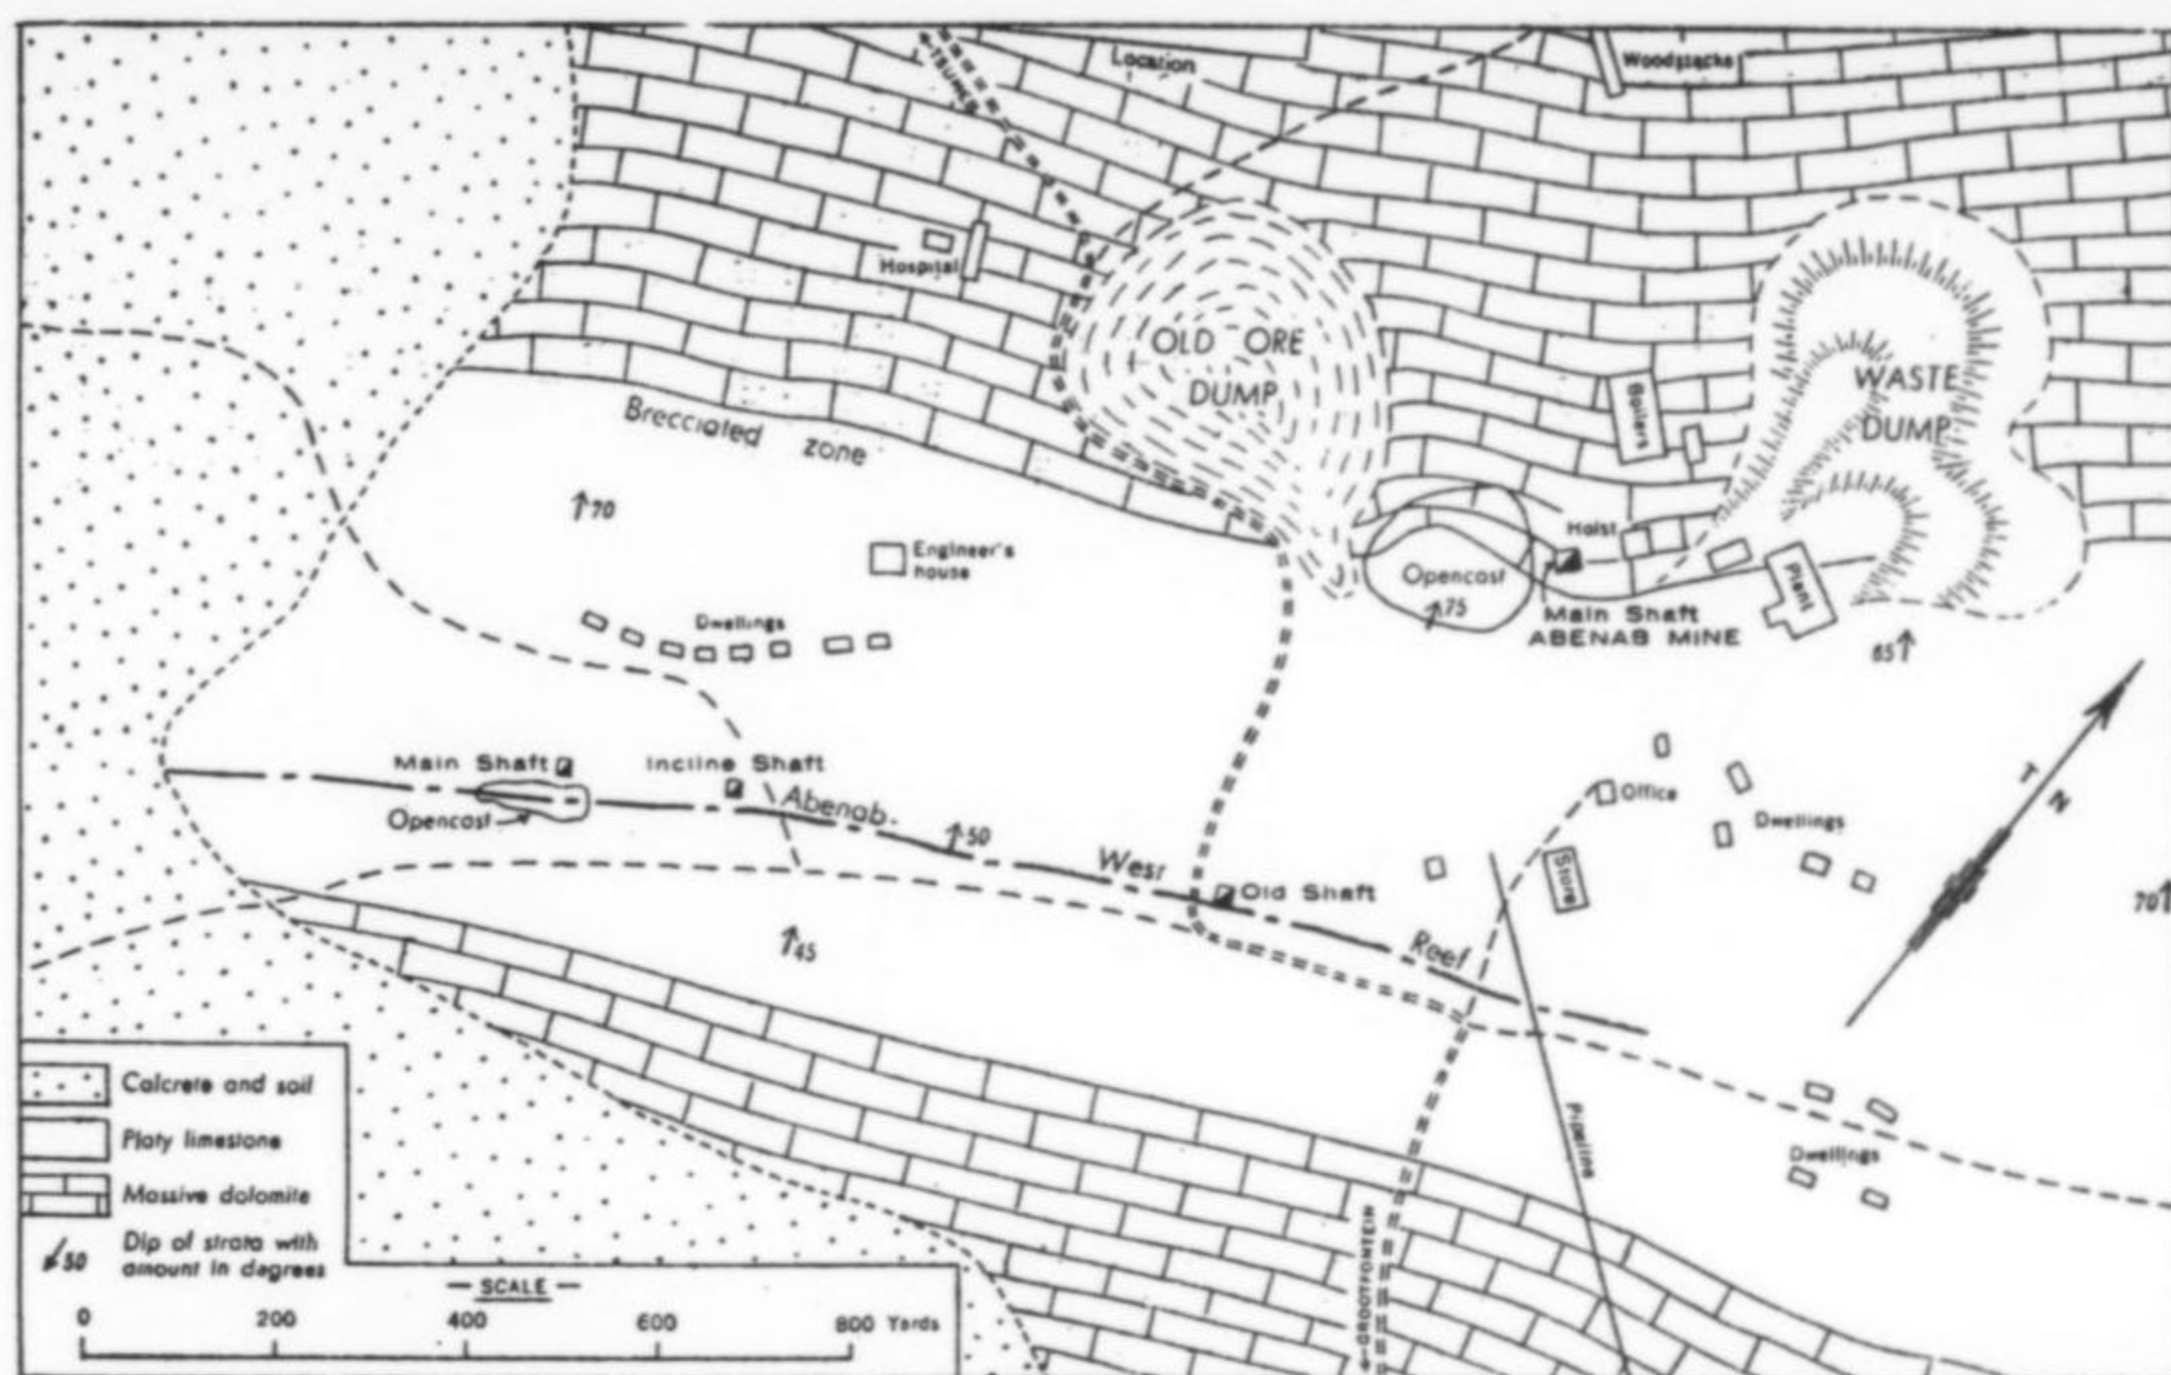 TSUMEB
Location
Woodstacks
Hospital
OLD ORE
DUMP
WASTE
DUMP
Boilers
Brecciated zone
70
Engineer's
house
Hoist
Opencast
75
Main Shaft
ABENAB MINE
Plant
65
Dwellings
Main Shaft
Incline Shaft
Opencast
Abenab
West
Reef
50
Old Shaft
Office
Dwellings
Store
T N
70
45
Pipeline
Dwellings
GROOTFONTEIN
Calcrete and soil
Platy limestone
Massive dolomite
50
Dip of strata with
amount in degrees
SCALE
0 200 400 600 800 Yards